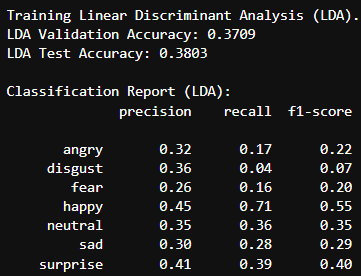 Training Linear Discriminant Analysis (LDA).
LDA Validation Accuracy: 0.3709
LDA Test Accuracy: 0.3803
Classification Report (LDA):
precision recall f1-score
angry 0.32 0.17 0.22
disgust 0.36 0.04 0.07
fear 0.26 0.16 0.20
happy 0.45 0.71 0.55
neutral 0.35 0.36 0.35
sad 0.30 0.28 0.29
surprise 0.41 0.39 0.40